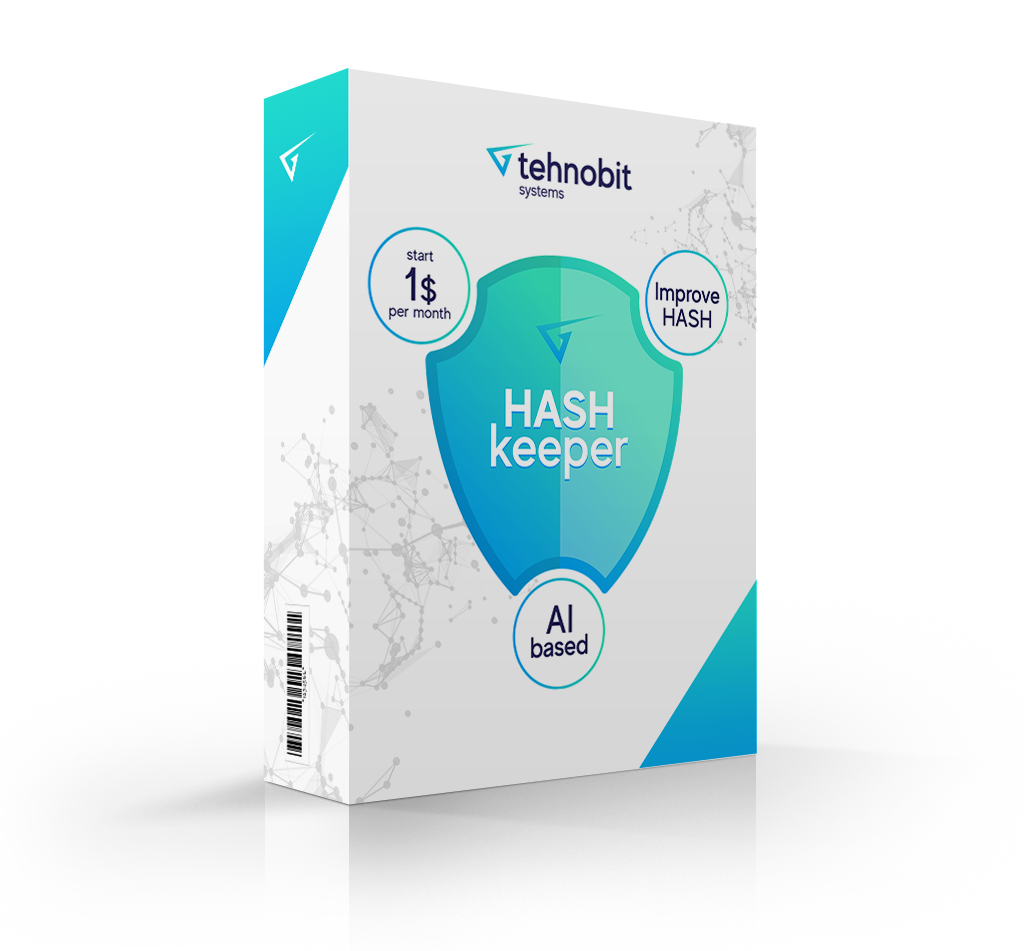 tehnobit
systems
start
1$
per month
Improve
HASH
HASH
keeper
AI
based